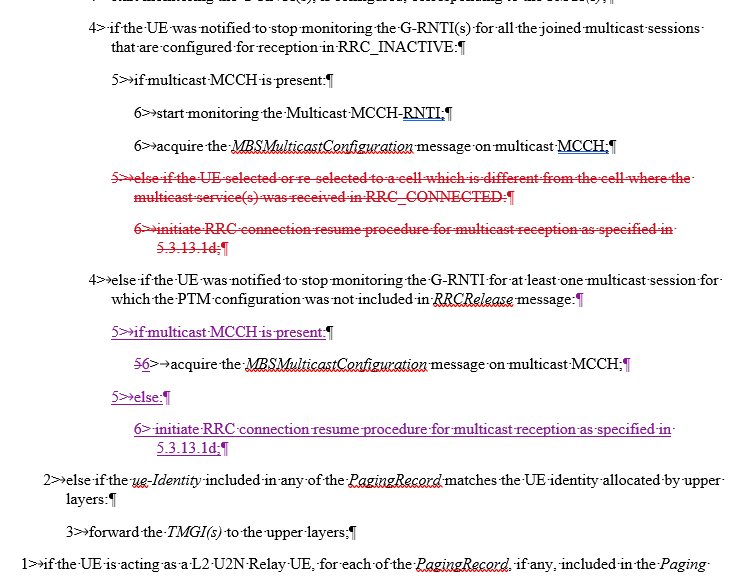 4> if the UE was notified to stop monitoring the G-RNTI(s) for all the joined multicast sessions
that are configured for reception in RRC_INACTIVE:¶
5>→if multicast MCCH is present:¶
6>→start monitoring the Multicast MCCH-RNTI;¶
6>→acquire the MBSMulticastConfiguration message on multicast MCCH;¶
5>→else if the UE selected or re-selected to a cell which is different from the cell where the
multicast service(s) was received in RRC_CONNECTED:¶
6>→initiate RRC connection resume procedure for multicast reception as specified in
5.3.13.1d;¶
4>→else if the UE was notified to stop monitoring the G-RNTI for at least one multicast session for
which the PTM configuration was not included in RRCRelease message:¶
5>→if multicast MCCH is present:¶
56>→acquire the MBSMulticastConfiguration message on multicast MCCH;¶
5>→else:¶
6> initiate RRC connection resume procedure for multicast reception as specified in
5.3.13.1d;¶
2>→else if the ue-Identity included in any of the PagingRecord matches the UE identity allocated by upper
layers:¶
3>→forward the TMGI(s) to the upper layers;¶
1>→if the UE is acting as a L2 U2N Relay UE, for each of the PagingRecord, if any, included in the Paging